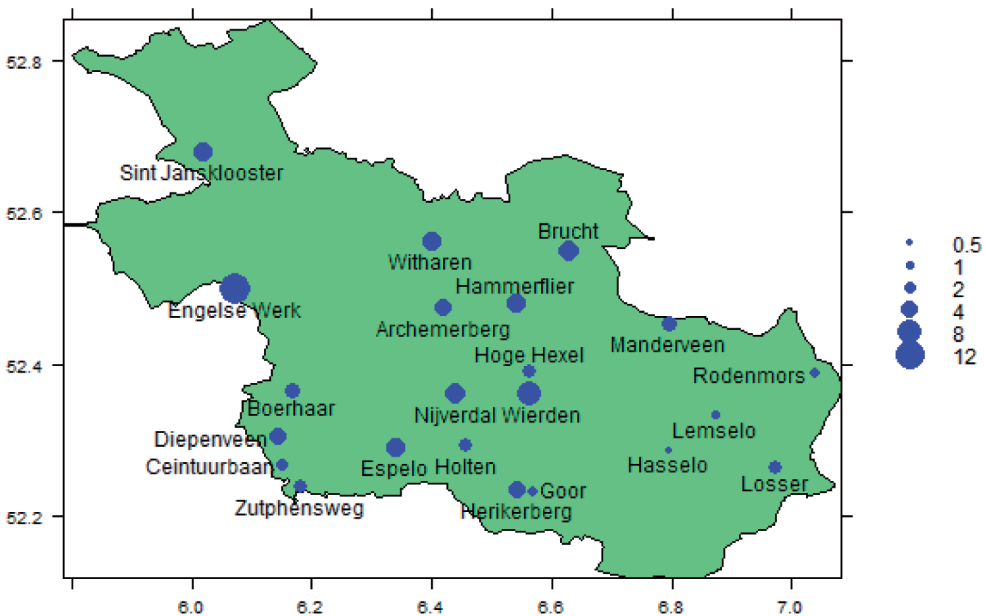 52.8
52.6
52.4
52.2
6.0
6.2
6.4
6.6
6.8
7.0
Sint Jansklooster
Brucht
Witharen
Hammerflier
Engelse Werk
Archemerberg
Manderveen
Hoge Hexel
Rodenmors
Boerhaar
Nijverdal Wierden
Lemselo
Diepenveen
Ceintuurbaan
Espelo Holten
Hasselo
Losser
Zutphensweg
Goor
Herikerberg
0.5
1
2
4
8
12